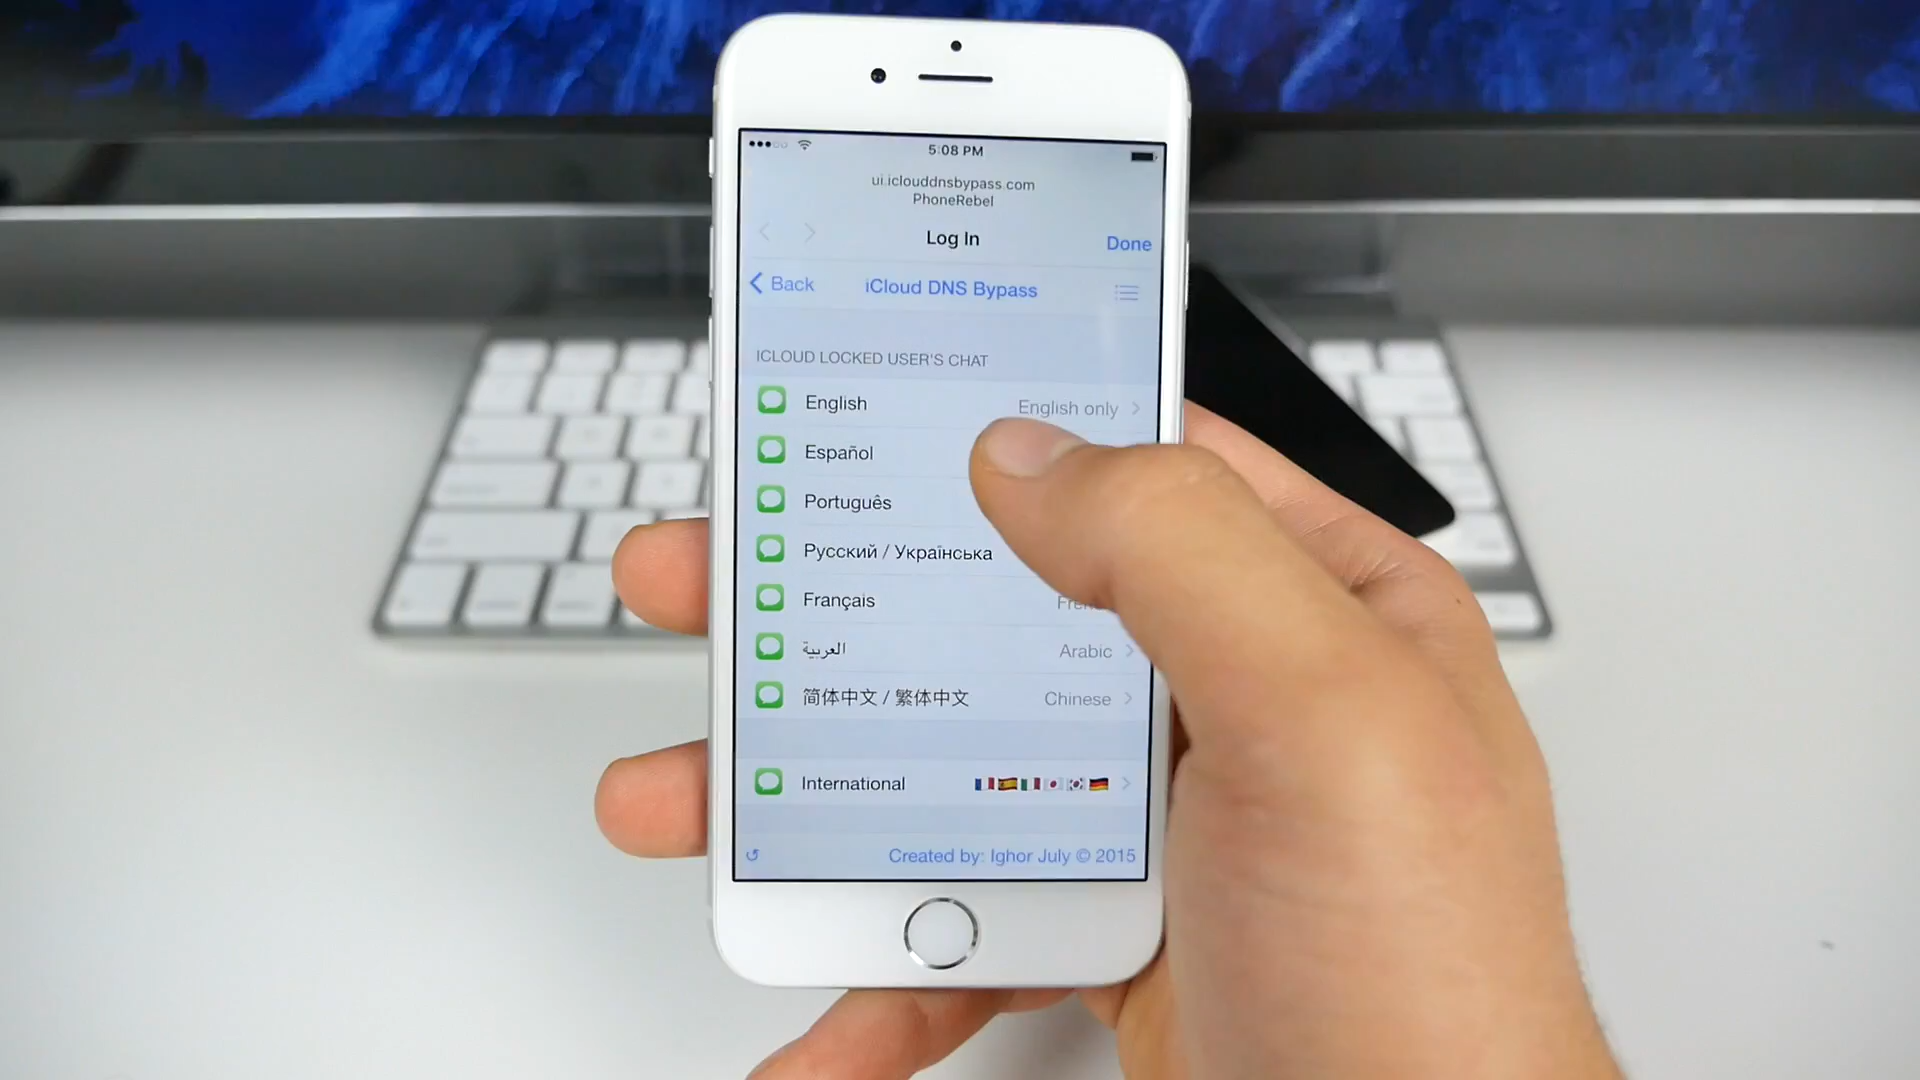 5:08 PM
ui.iclouddnsbypass.com
PhoneRebel
Log In
Done
Back
iCloud DNS Bypass
ICLOUD LOCKED USER'S CHAT
English
English only
Español
Português
Русский / Українська
Français
العربية
Arabic
简体中文 / 繁体中文
Chinese
International
Created by: Ighor July © 2015